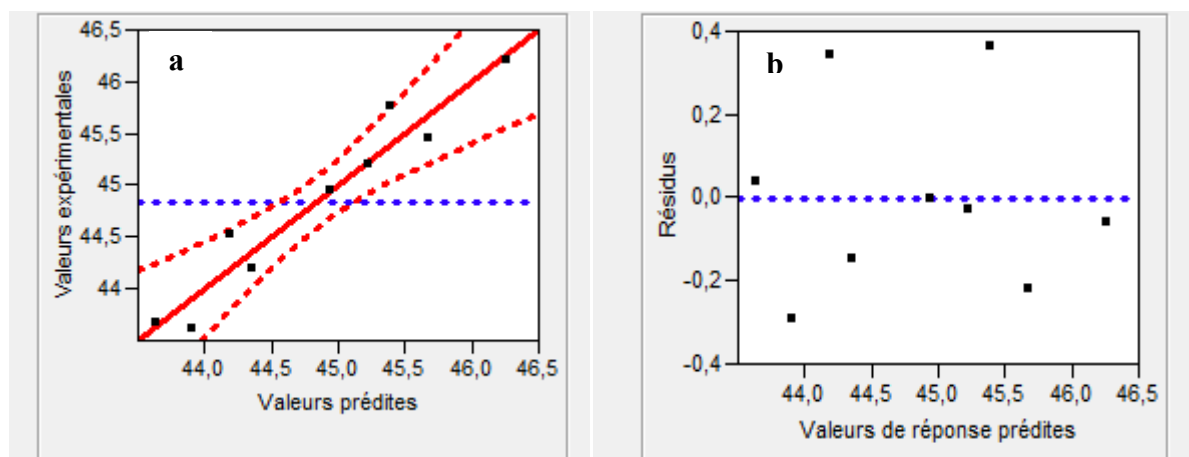 a
Valeurs expérimentales
46,5
46
45,5
45
44,5
44
44,0 44,5 45,0 45,5 46,0 46,5
Valeurs prédites
b
Résidus
0,4
0,2
0,0
-0,2
-0,4
44,0 44,5 45,0 45,5 46,0 46,5
Valeurs de réponse prédites